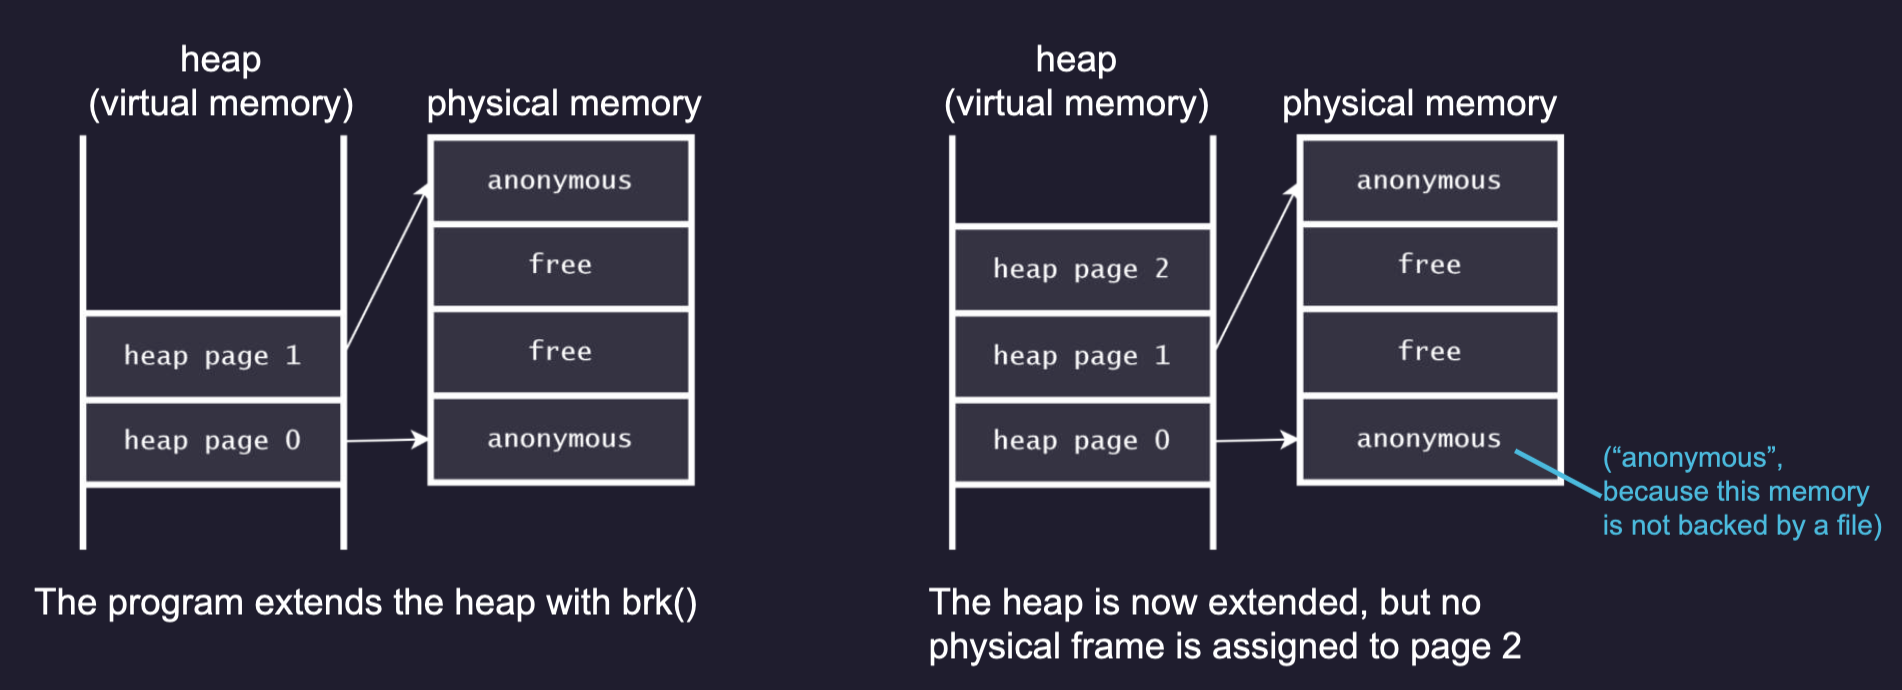 heap
(virtual memory)
physical memory
anonymous
free
heap page 1
free
heap page 0
anonymous
The program extends the heap with brk()
heap
(virtual memory)
physical memory
anonymous
heap page 2
free
heap page 1
free
heap page 0
anonymous
(“anonymous”,
because this memory
is not backed by a file)
The heap is now extended, but no
physical frame is assigned to page 2